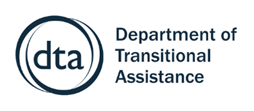 dta
Department of
Transitional
Assistance